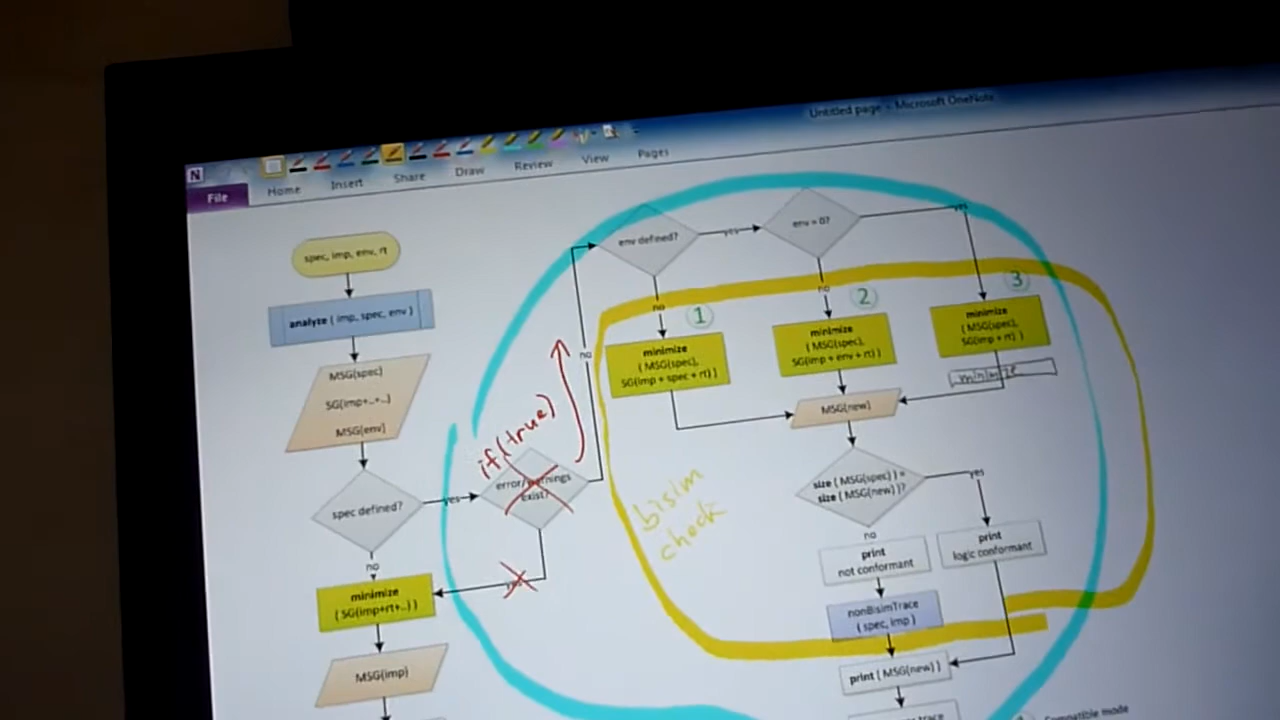 Untitled page - Microsoft OneNote
File
Home
Insert
Share
Draw
Review
View
Pages
spec, imp, env, rt
analyze ( imp, spec, env )
MSG(spec)
SG(imp+..+..)
MSG(env)
spec defined?
yes
no
minimize
( SG(imp+rt+..) )
MSG(imp)
if(true)
error/warnings
exist?
no
env defined?
yes
env = 0?
yes
no
no
1
minimize
( MSG(spec),
SG(imp + spec + rt) )
2
minimize
( MSG(spec),
SG(imp + env + rt) )
3
minimize
( MSG(spec),
SG(imp + rt) )
minimize
MSG(new)
bisim
check
size ( MSG(spec) ) =
size ( MSG(new) )?
yes
no
print
not conformant
print
logic conformant
nonBisimTrace
( spec, imp )
print ( MSG(new) )
trace
1
Compatible mode